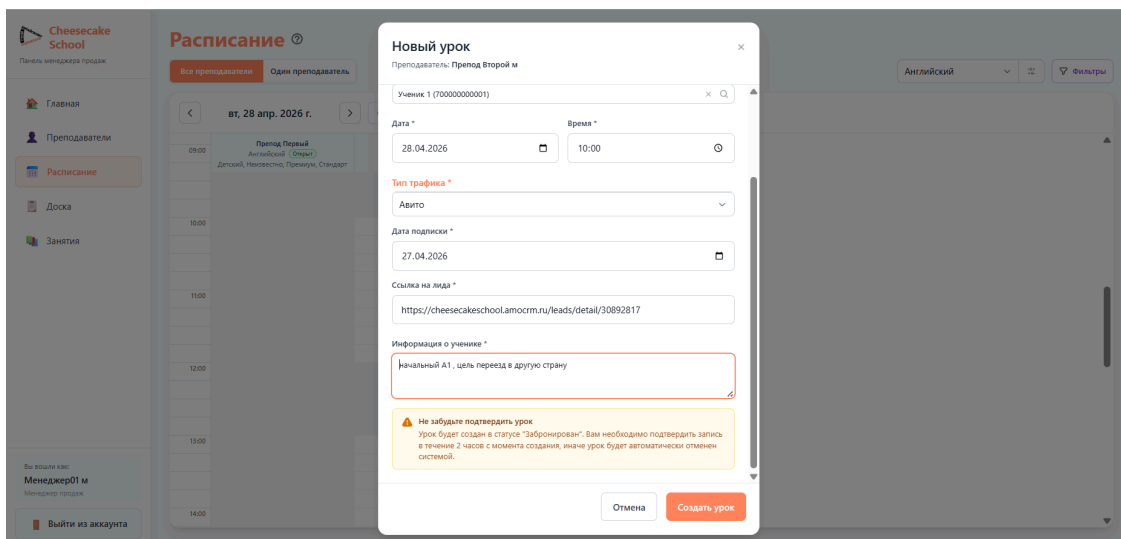 Cheesecake
School
Панель менеджера продаж
Главная
Преподаватели
Расписание
Доска
Занятия
Вы вошли как:
Менеджер01 м
Менеджер продаж
Выйти из аккаунта
Расписание
Все преподаватели Один преподаватель
Английский
Фильтры
вт, 28 апр. 2026 г.
Препод Первый
Английский Открыт
Детский, Неизвестно, Премиум, Стандарт
09:00
10:00
11:00
12:00
13:00
14:00
Новый урок
Преподаватель: Препод Второй м
Ученик 1 (700000000001)
Дата * Время *
28.04.2026 10:00
Тип трафика *
Авито
Дата подписки *
27.04.2026
Ссылка на лида *
https://cheesecakeschool.amocrm.ru/leads/detail/30892817
Информация о ученике *
начальный А1 , цель переезд в другую страну
Не забудьте подтвердить урок
Урок будет создан в статусе "Забронирован". Вам необходимо подтвердить запись
в течение 2 часов с момента создания, иначе урок будет автоматически отменен
системой.
Отмена Создать урок